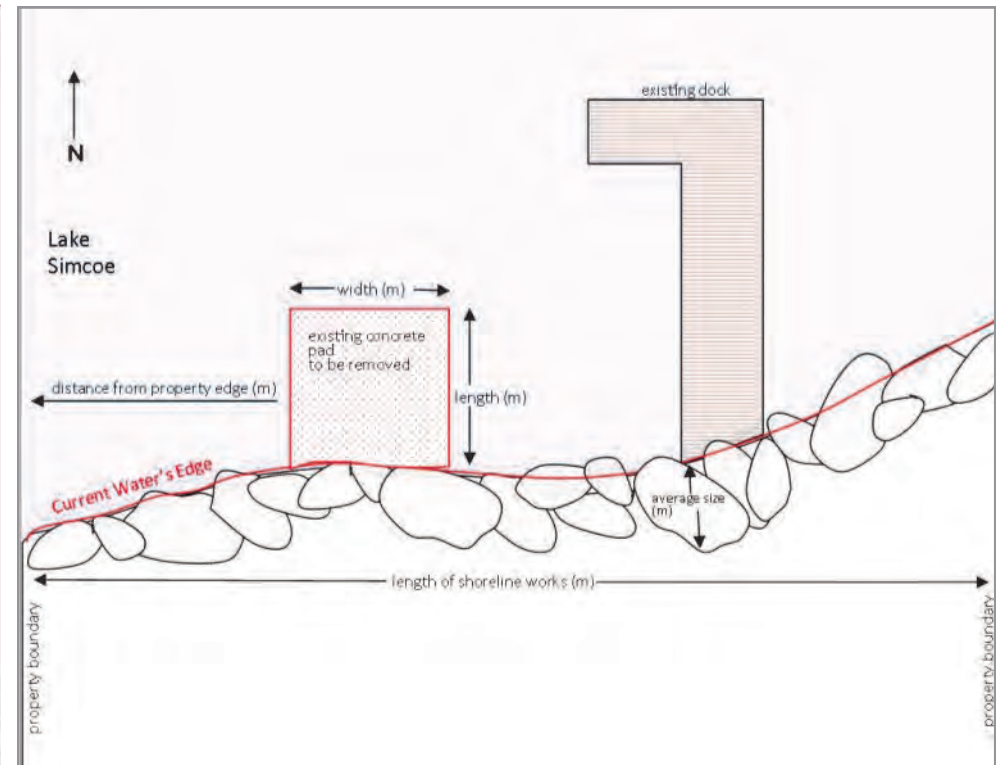 existing dock
N
Lake
Simcoe
width (m)
existing concrete
pad
to be removed
distance from property edge (m)
length (m)
Current Water's Edge
average size
(m)
length of shoreline works (m)
property boundary
property boundary